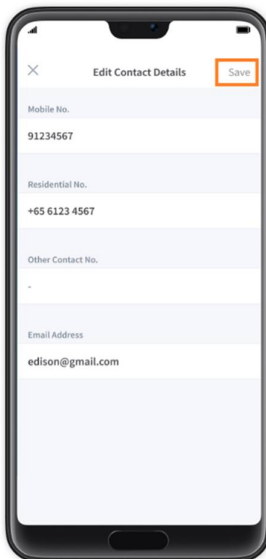 Edit Contact Details
Save
Mobile No.
91234567
Residential No.
+65 6123 4567
Other Contact No.
-
Email Address
edison@gmail.com